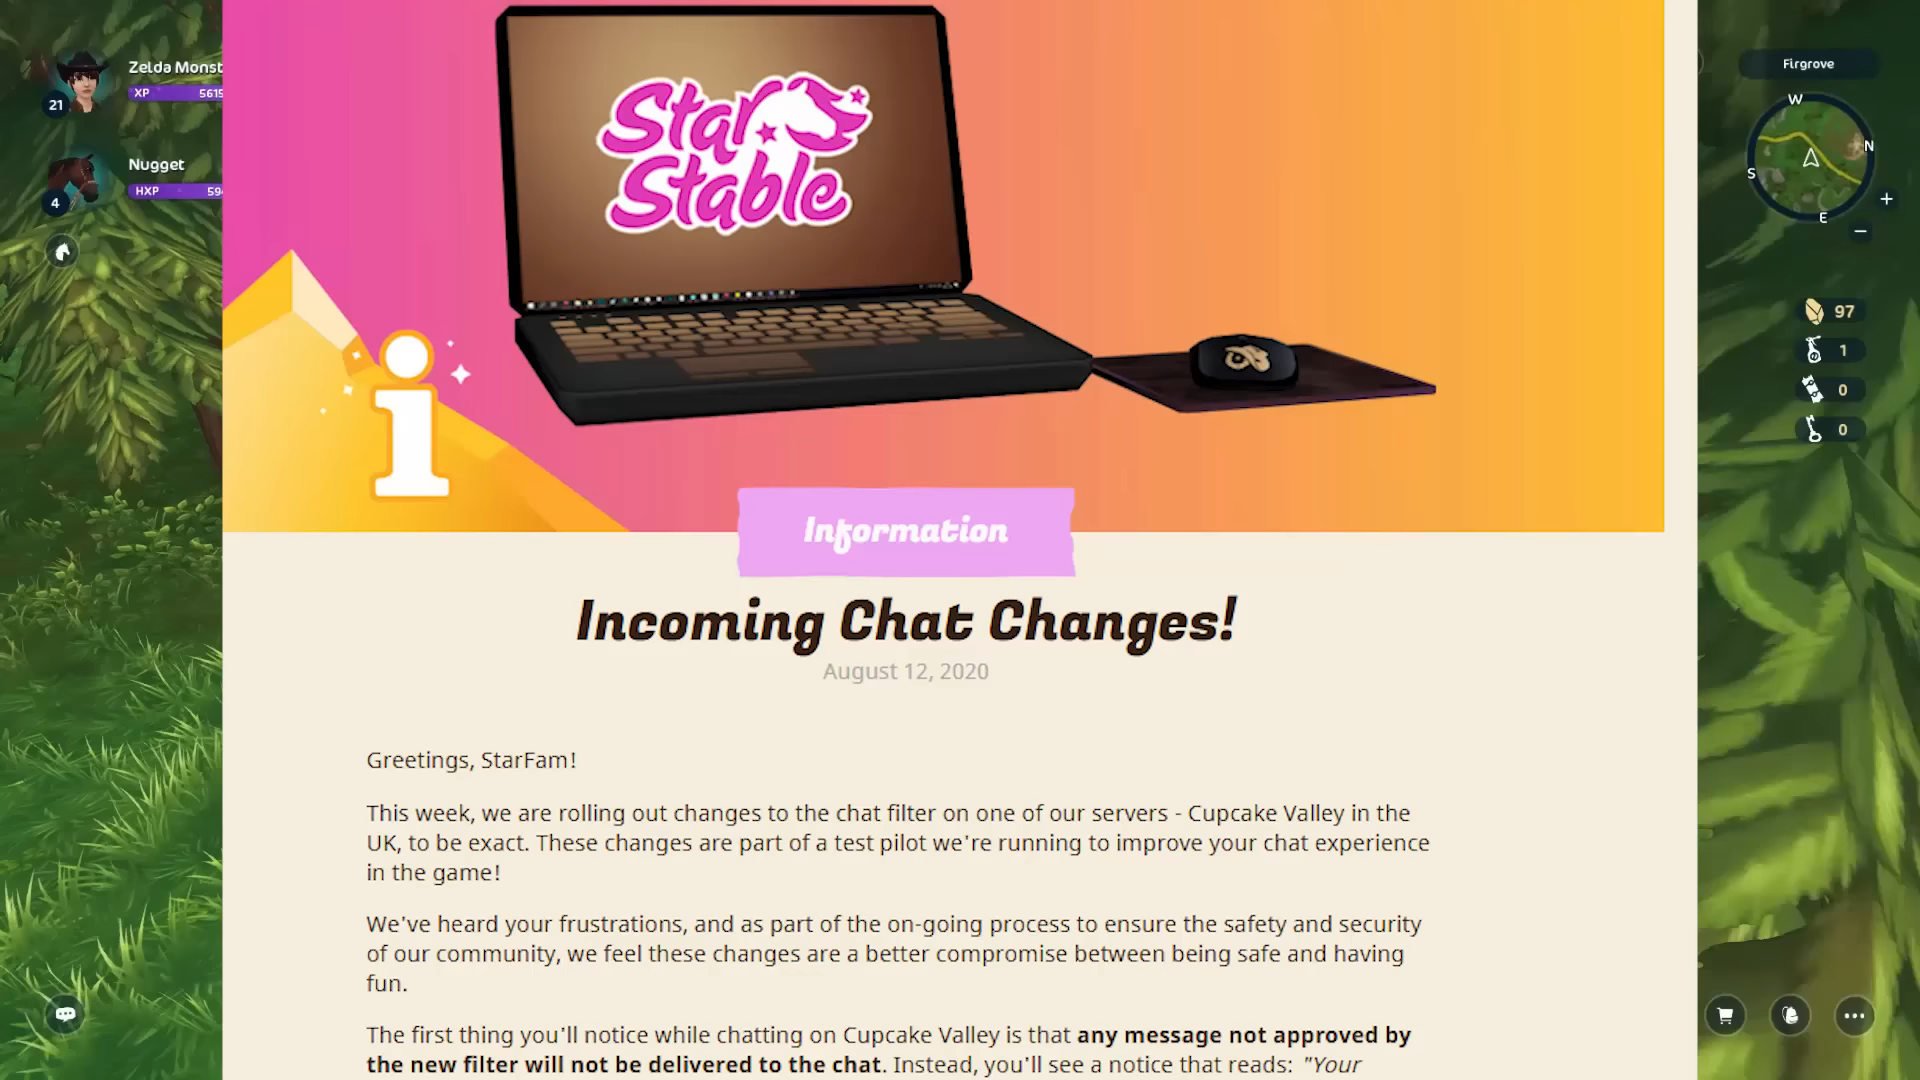 Zelda Monst
XP 5615
21
Nugget
HXP 59
4
Star
Stable
Information
Incoming Chat Changes!
August 12, 2020
Greetings, StarFam!
This week, we are rolling out changes to the chat filter on one of our servers - Cupcake Valley in the
UK, to be exact. These changes are part of a test pilot we're running to improve your chat experience
in the game!
We've heard your frustrations, and as part of the on-going process to ensure the safety and security
of our community, we feel these changes are a better compromise between being safe and having
fun.
The first thing you'll notice while chatting on Cupcake Valley is that any message not approved by
the new filter will not be delivered to the chat. Instead, you'll see a notice that reads: "Your
Firgrove
W
N
S
E
97
1
0
0